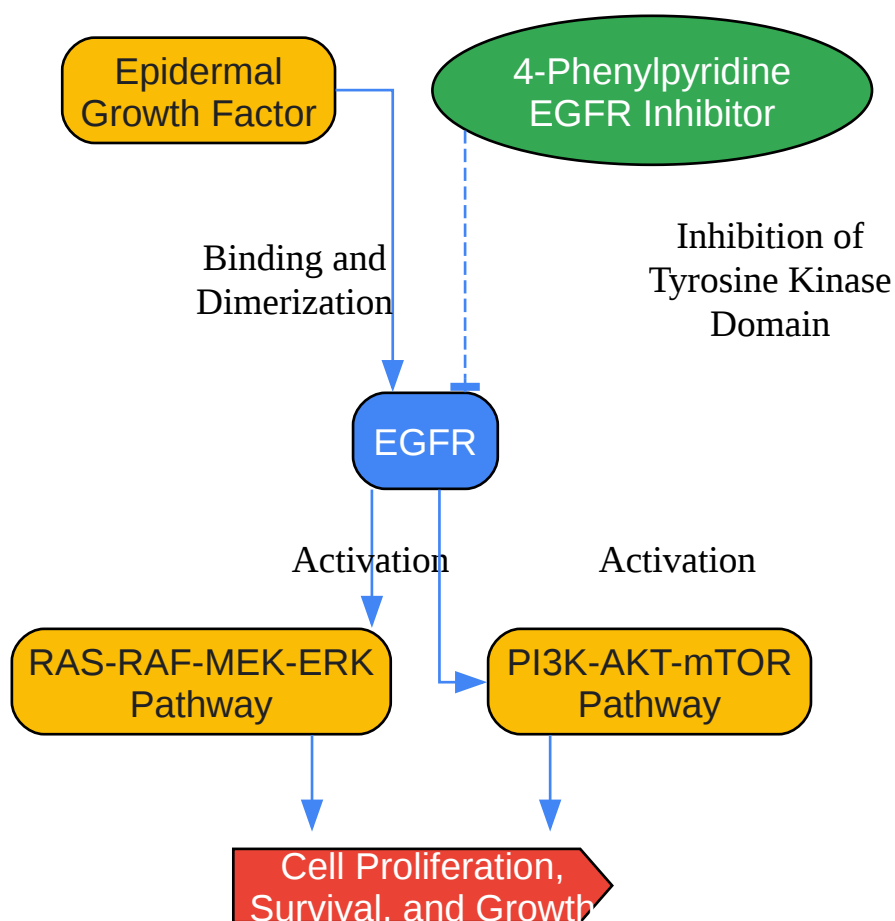 Epidermal
Growth Factor
4-Phenylpyridine
EGFR Inhibitor
Binding and
Dimerization
Inhibition of
Tyrosine Kinase
Domain
EGFR
Activation
Activation
RAS-RAF-MEK-ERK
Pathway
PI3K-AKT-mTOR
Pathway
Cell Proliferation,
Survival, and Growth